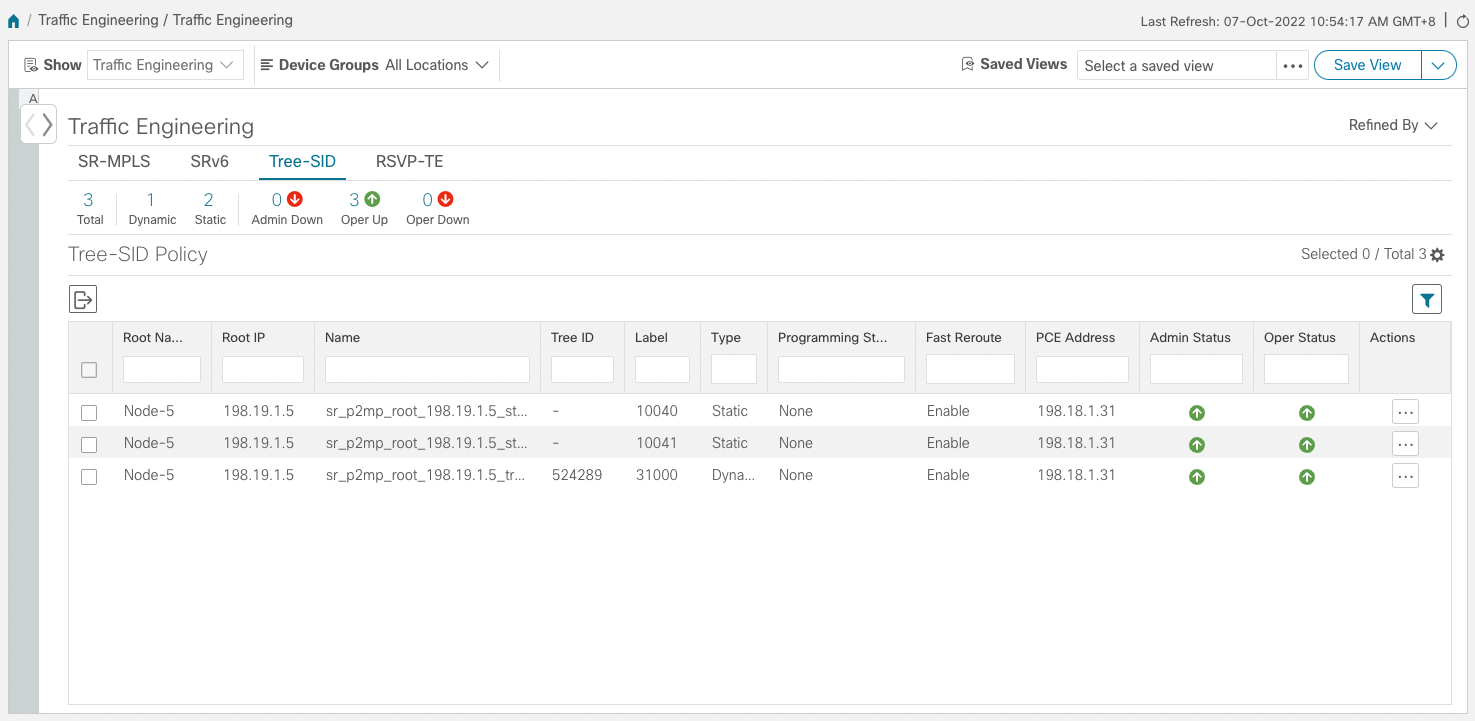 / Traffic Engineering / Traffic Engineering
Last Refresh: 07-Oct-2022 10:54:17 AM GMT+8 |
Show Traffic Engineering Device Groups All Locations Saved Views Select a saved view ... Save View
A
Traffic Engineering
Refined By
SR-MPLS SRv6 Tree-SID RSVP-TE
3 1 2 0 3 0
Total Dynamic Static Admin Down Oper Up Oper Down
Tree-SID Policy
Selected 0 / Total 3
Root Na... Root IP Name Tree ID Label Type Programming St... Fast Reroute PCE Address Admin Status Oper Status Actions
Node-5 198.19.1.5 sr_p2mp_root_198.19.1.5_st... - 10040 Static None Enable 198.18.1.31 ...
Node-5 198.19.1.5 sr_p2mp_root_198.19.1.5_st... - 10041 Static None Enable 198.18.1.31 ...
Node-5 198.19.1.5 sr_p2mp_root_198.19.1.5_tr... 524289 31000 Dyna... None Enable 198.18.1.31 ...